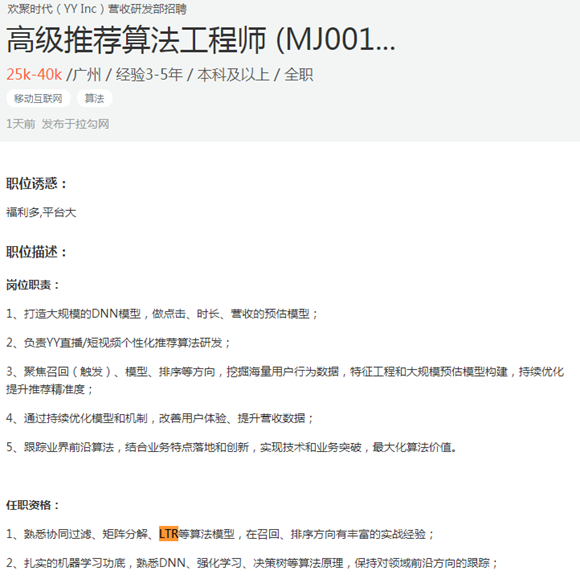 欢聚时代（YY Inc）营收研发部招聘
高级推荐算法工程师 (MJ001...
25k-40k /广州 / 经验3-5年 / 本科及以上 / 全职
移动互联网 算法
1天前 发布于拉勾网
职位诱惑：
福利多,平台大
职位描述：
岗位职责：
1、打造大规模的DNN模型，做点击、时长、营收的预估模型；
2、负责YY直播/短视频个性化推荐算法研发；
3、聚焦召回（触发）、模型、排序等方向，挖掘海量用户行为数据，特征工程和大规模预估模型构建，持续优化
提升推荐精准度；
4、通过持续优化模型和机制，改善用户体验、提升营收数据；
5、跟踪业界前沿算法，结合业务特点落地和创新，实现技术和业务突破，最大化算法价值。
任职资格：
1、熟悉协同过滤、矩阵分解、LTR等算法模型，在召回、排序方向有丰富的实战经验；
2、扎实的机器学习功底，熟悉DNN、强化学习、决策树等算法原理，保持对领域前沿方向的跟踪；